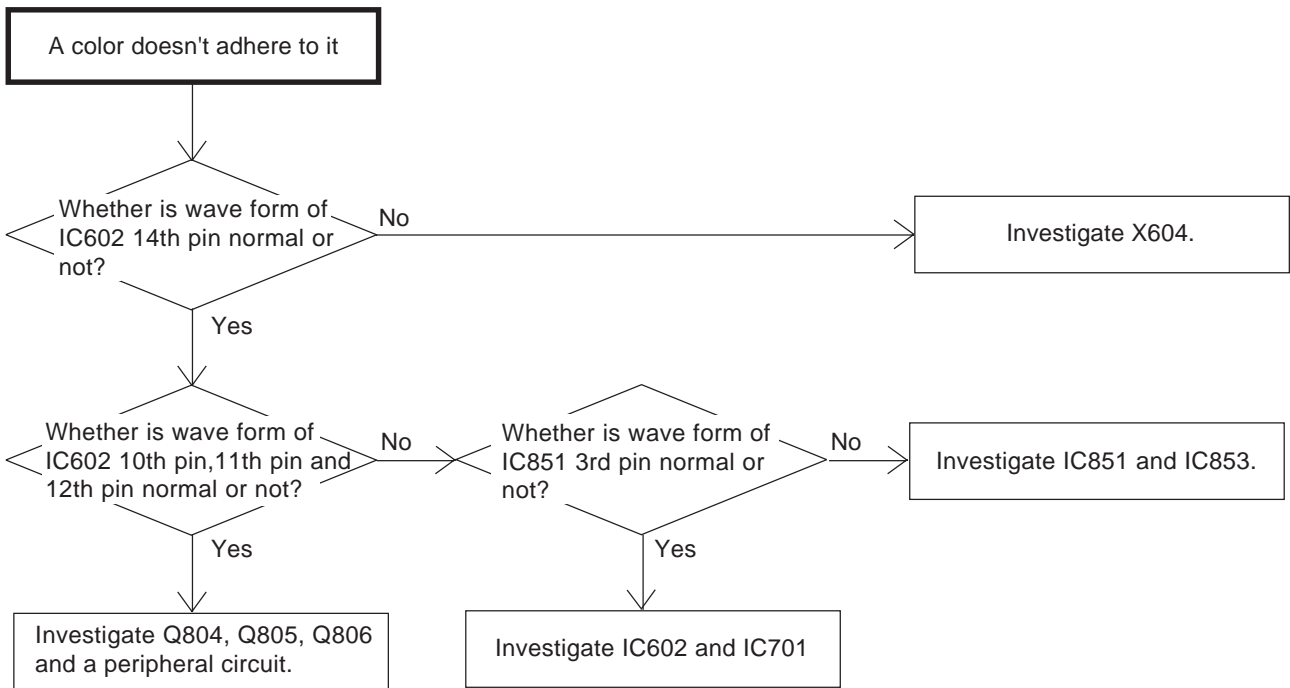 A color doesn't adhere to it
Whether is wave form of
IC602 14th pin normal or
not?
No
Investigate X604.
Yes
Whether is wave form of
IC602 10th pin,11th pin and
12th pin normal or not?
No
Whether is wave form of
IC851 3rd pin normal or
not?
No
Investigate IC851 and IC853.
Yes
Yes
Investigate Q804, Q805, Q806
and a peripheral circuit.
Investigate IC602 and IC701